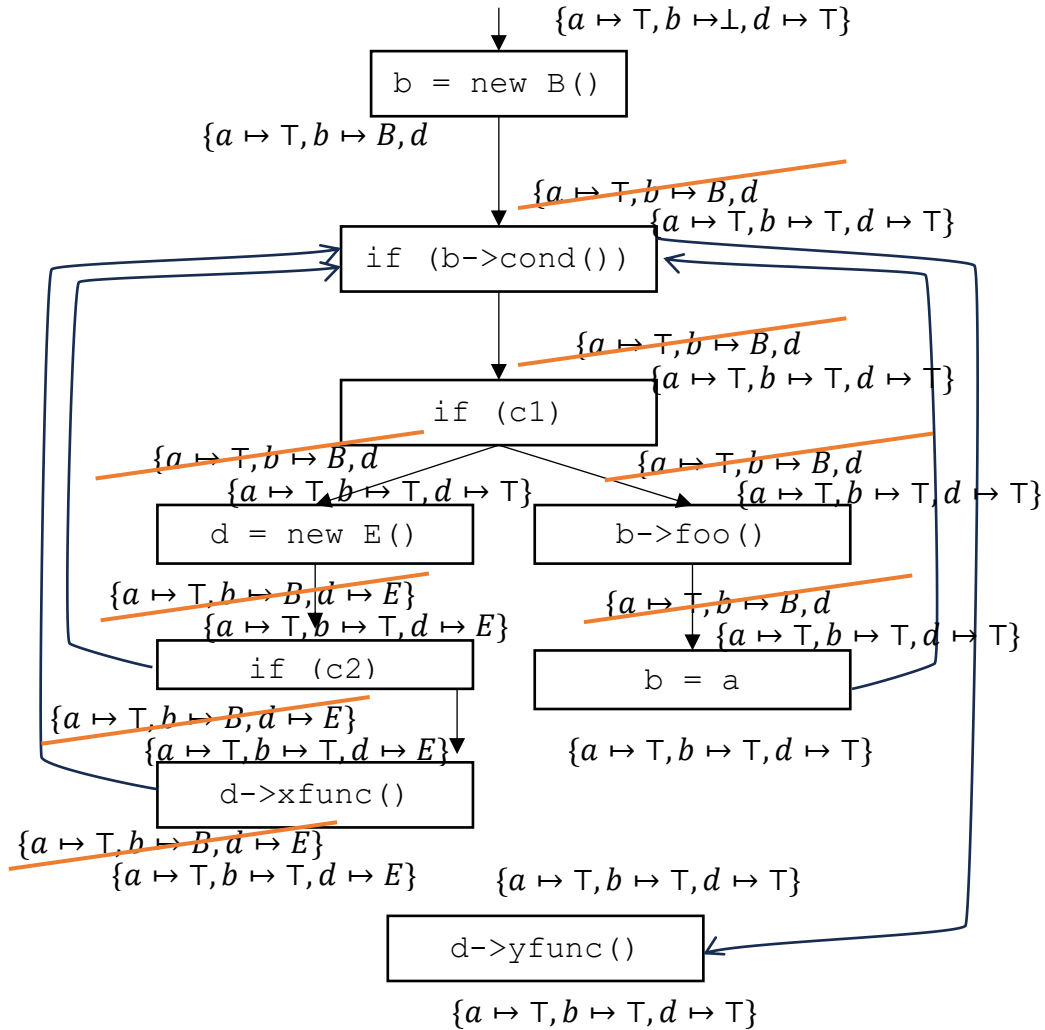 {a ↦ ⊤, b ↦⊥, d ↦ ⊤}
b = new B()
{a ↦ ⊤, b ↦ B, d
{a ↦ ⊤, b ↦ B, d
{a ↦ ⊤, b ↦ ⊤, d ↦ ⊤}
if (b->cond())
{a ↦ ⊤, b ↦ B, d
{a ↦ ⊤, b ↦ ⊤, d ↦ ⊤}
if (c1)
{a ↦ ⊤, b ↦ B, d
{a ↦ ⊤, b ↦ B, d
{a ↦ ⊤, b ↦ ⊤, d ↦ ⊤}
{a ↦ ⊤, b ↦ ⊤, d ↦ ⊤}
d = new E()
b->foo()
{a ↦ ⊤, b ↦ B, d ↦ E}
{a ↦ ⊤, b ↦ B, d
{a ↦ ⊤, b ↦ ⊤, d ↦ E}
{a ↦ ⊤, b ↦ ⊤, d ↦ ⊤}
if (c2)
b = a
{a ↦ ⊤, b ↦ B, d ↦ E}
{a ↦ ⊤, b ↦ ⊤, d ↦ E}
{a ↦ ⊤, b ↦ ⊤, d ↦ ⊤}
d->xfunc()
{a ↦ ⊤, b ↦ B, d ↦ E}
{a ↦ ⊤, b ↦ ⊤, d ↦ E}
{a ↦ ⊤, b ↦ ⊤, d ↦ ⊤}
d->yfunc()
{a ↦ ⊤, b ↦ ⊤, d ↦ ⊤}